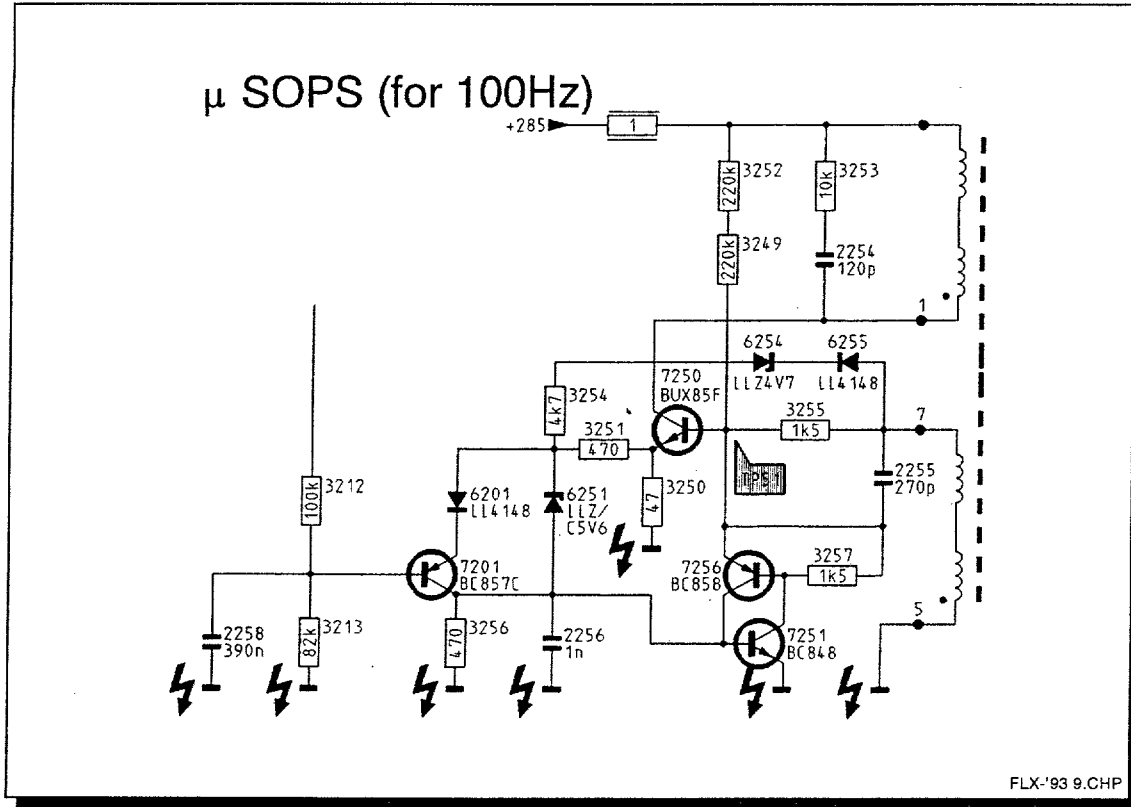 μ SOPS (for 100Hz)
+285
1
3252
220k
3253
10k
3249
220k
2254
120p
1
6254
LLZ4V7
6255
LL4148
7250
BUX85F
3254
4k7
3251
470
3255
1k5
7
3212
100k
6201
LL4148
6251
LLZ/
C5V6
3250
47
TPS1
2255
270p
7201
BC857C
7256
BC858
3257
1k5
5
2258
390n
3213
82k
3256
470
2256
1n
7251
BC848
FLX-'93 9.CHP